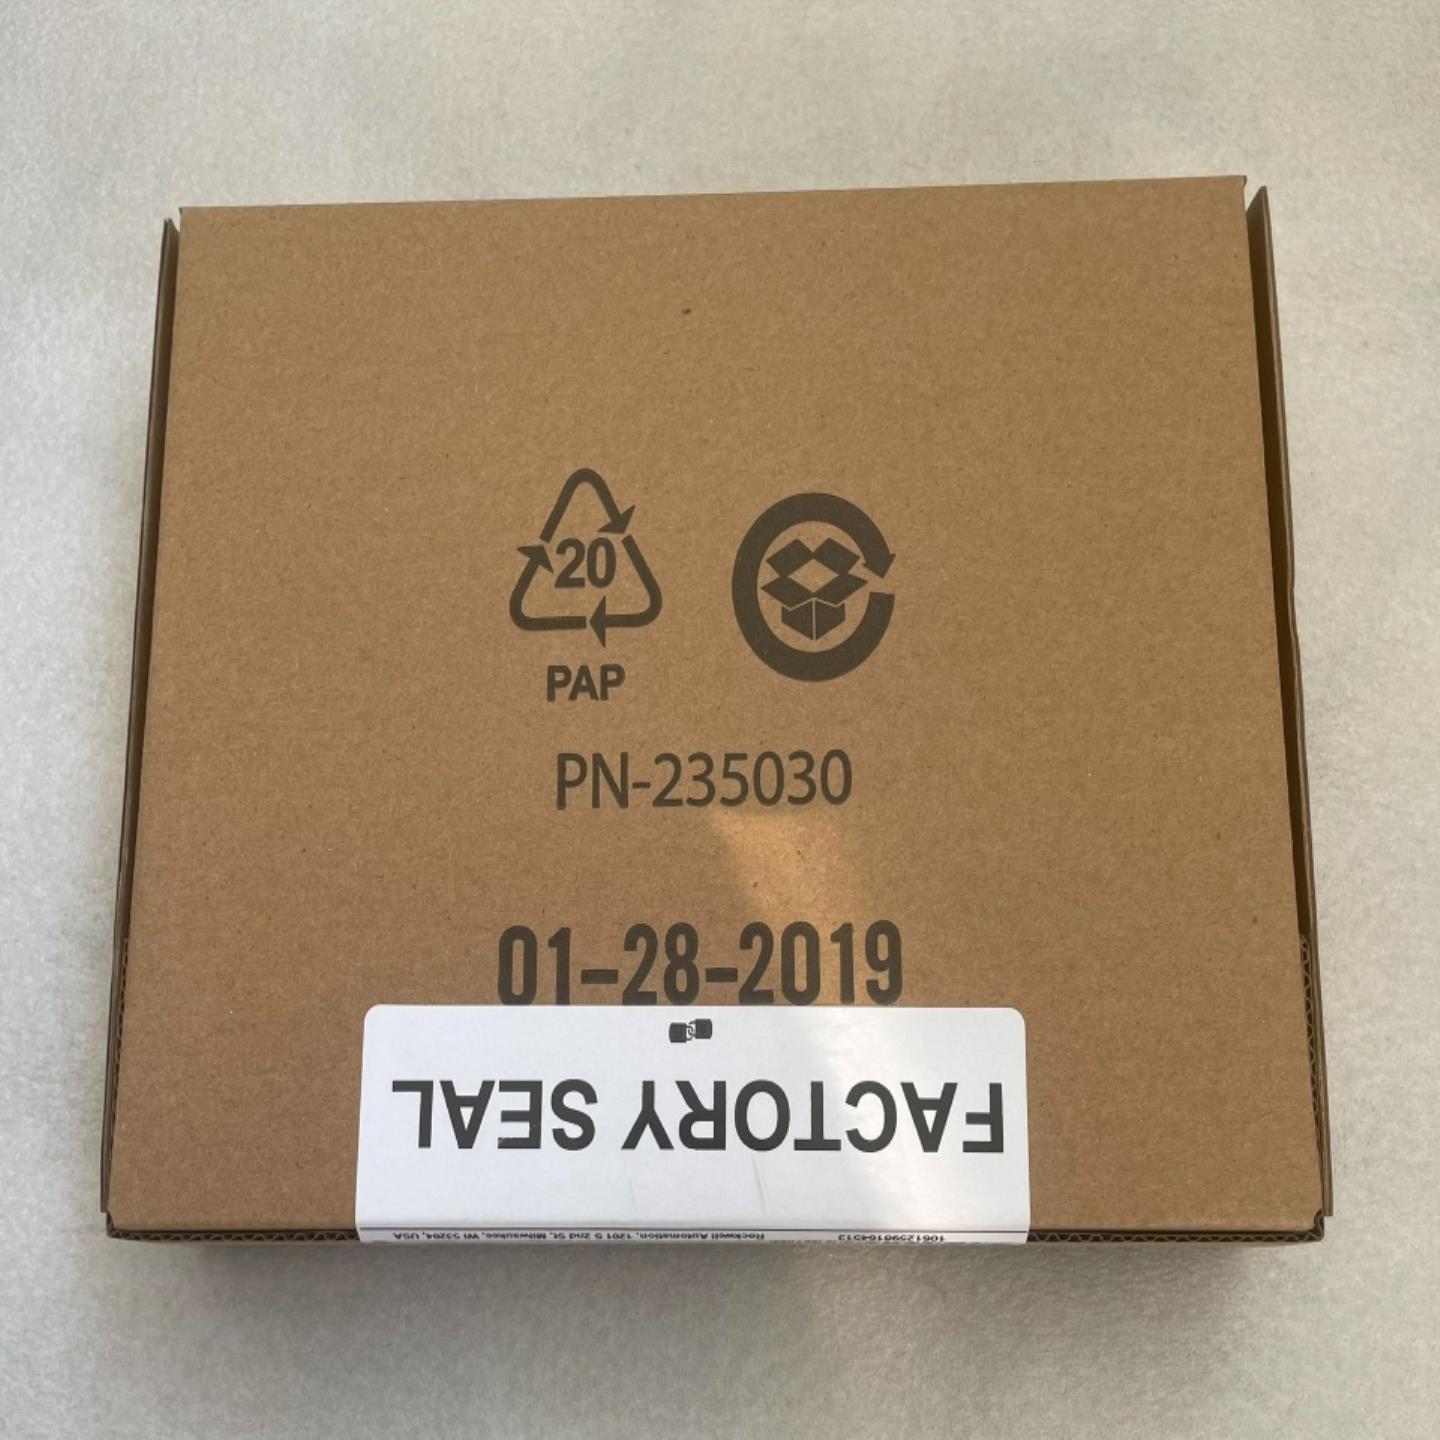 20
PAP
PN-235030
01-28-2019
FACTORY SEAL
Rockwell Automation, 1201 S 2nd St, Milwaukee, WI 53204, USA